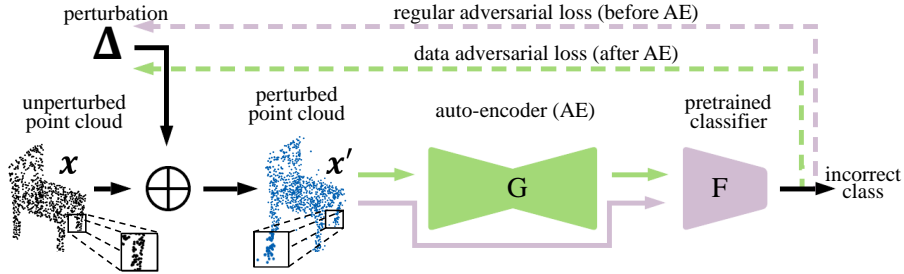 perturbation
Δ
regular adversarial loss (before AE)
data adversarial loss (after AE)
unperturbed
point cloud
x
perturbed
point cloud
x′
auto-encoder (AE)
G
pretrained
classifier
F
incorrect
class